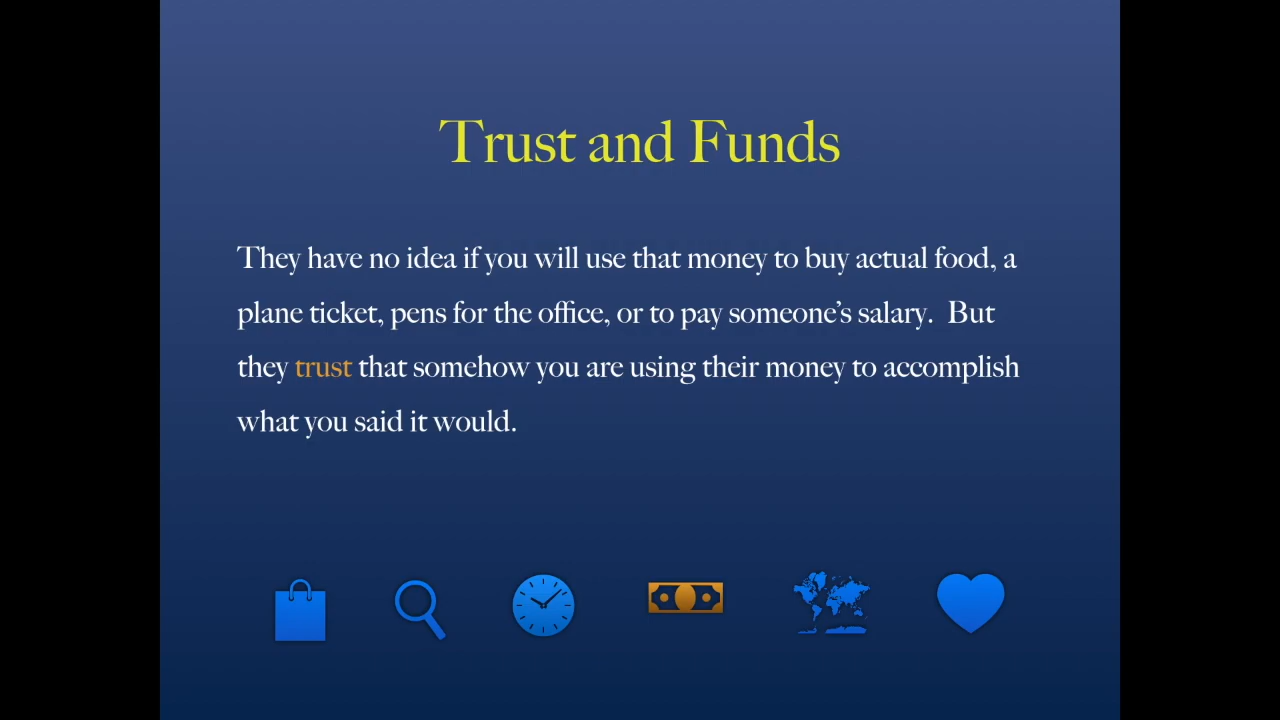 Trust and Funds
They have no idea if you will use that money to buy actual food, a
plane ticket, pens for the office, or to pay someone’s salary.  But
they trust that somehow you are using their money to accomplish
what you said it would.